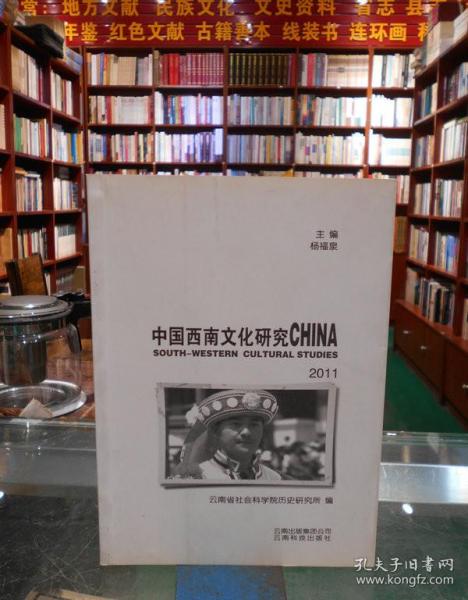 营：地方文献 民族文化 文史资料 省志 县
年鉴 红色文献 古籍善本 线装书 连环画
主 编
杨福泉
中国西南文化研究CHINA
SOUTH-WESTERN CULTURAL STUDIES
2011
云南省社会科学院历史研究所 编
云南出版集团公司
云南科技出版社
孔夫子旧书网
www.kongfz.com